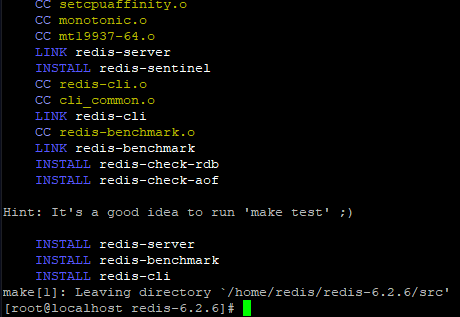 CC setcpuaffinity.o
CC monotonic.o
CC mt19937-64.o
LINK redis-server
INSTALL redis-sentinel
CC redis-cli.o
CC cli_common.o
LINK redis-cli
CC redis-benchmark.o
LINK redis-benchmark
INSTALL redis-check-rdb
INSTALL redis-check-aof
Hint: It's a good idea to run 'make test' ;)
INSTALL redis-server
INSTALL redis-benchmark
INSTALL redis-cli
make[1]: Leaving directory `/home/redis/redis-6.2.6/src'
[root@localhost redis-6.2.6]#